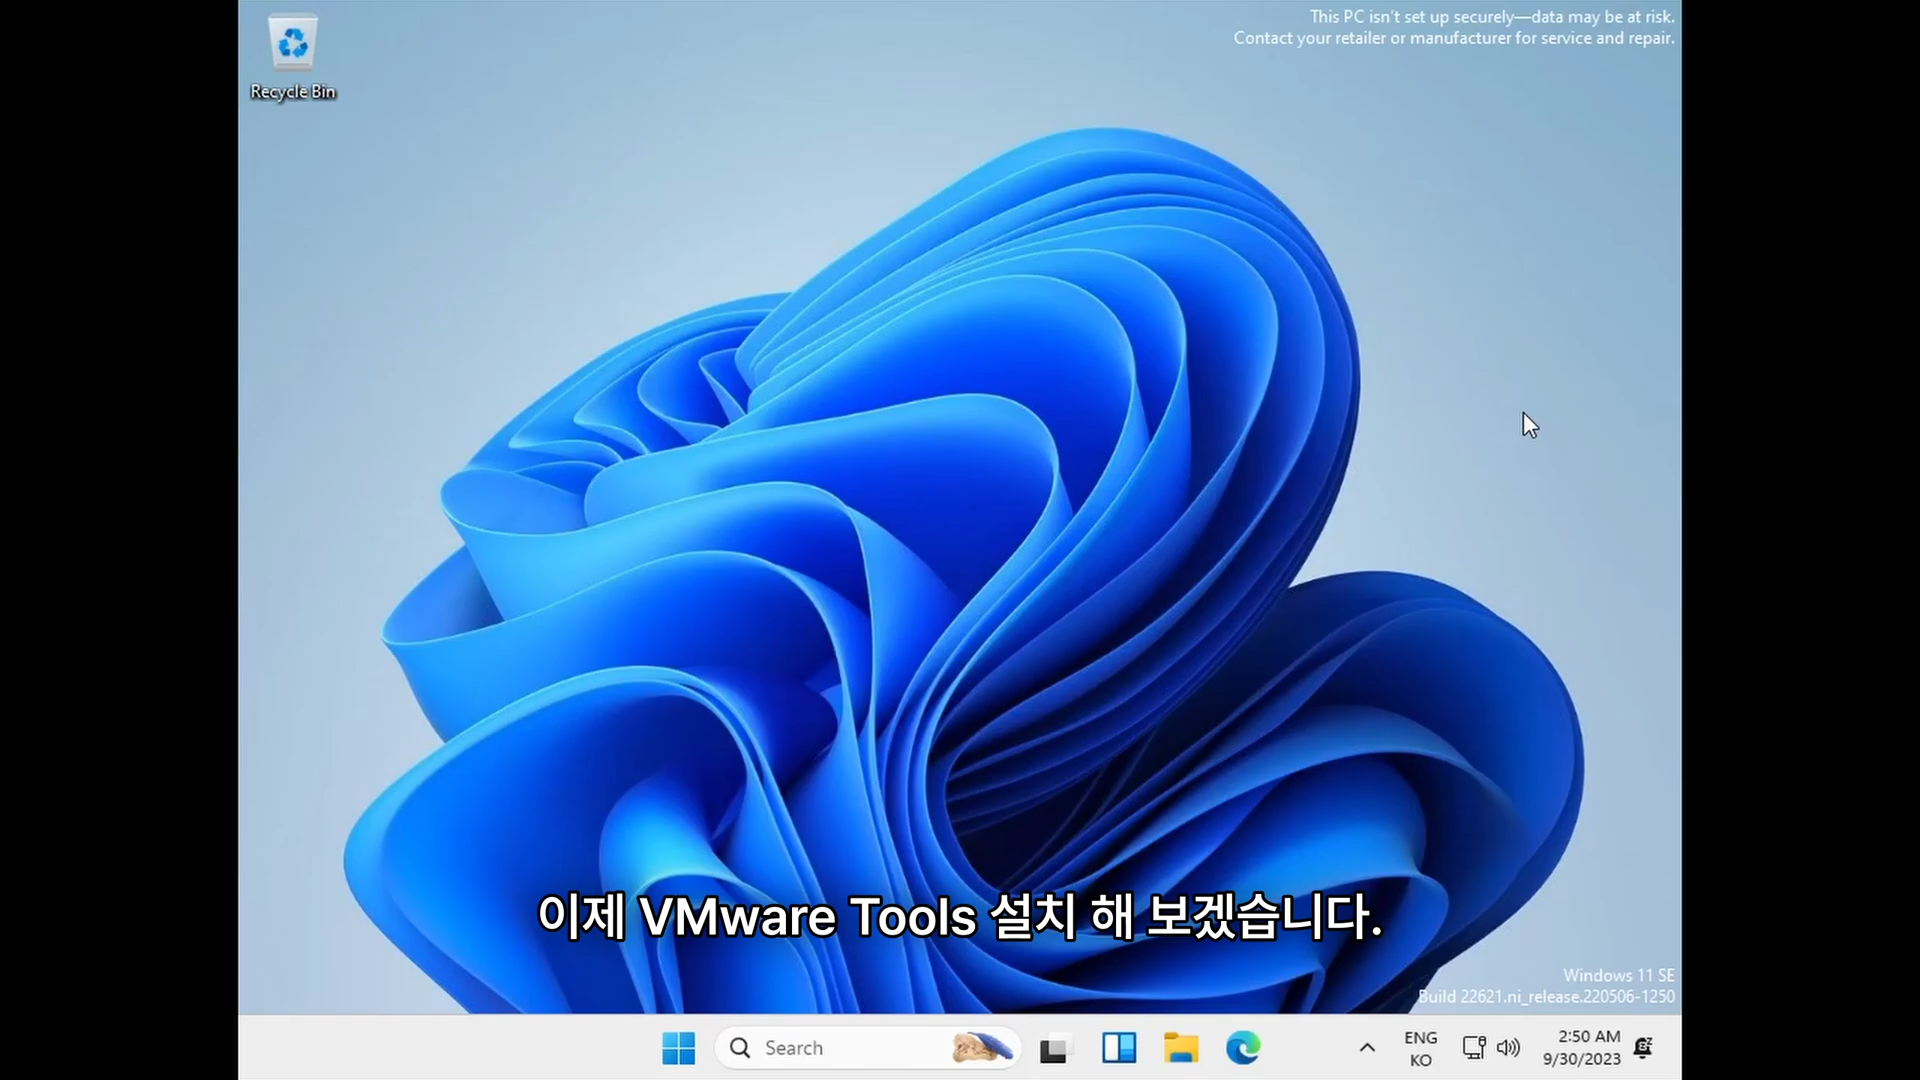 This PC isn't set up securely—data may be at risk.
Contact your retailer or manufacturer for service and repair.
Recycle Bin
이제 VMware Tools 설치 해 보겠습니다.
Windows 11 SE
Build 22621.ni_release.220506-1250
Search
ENG
KO
2:50 AM
9/30/2023